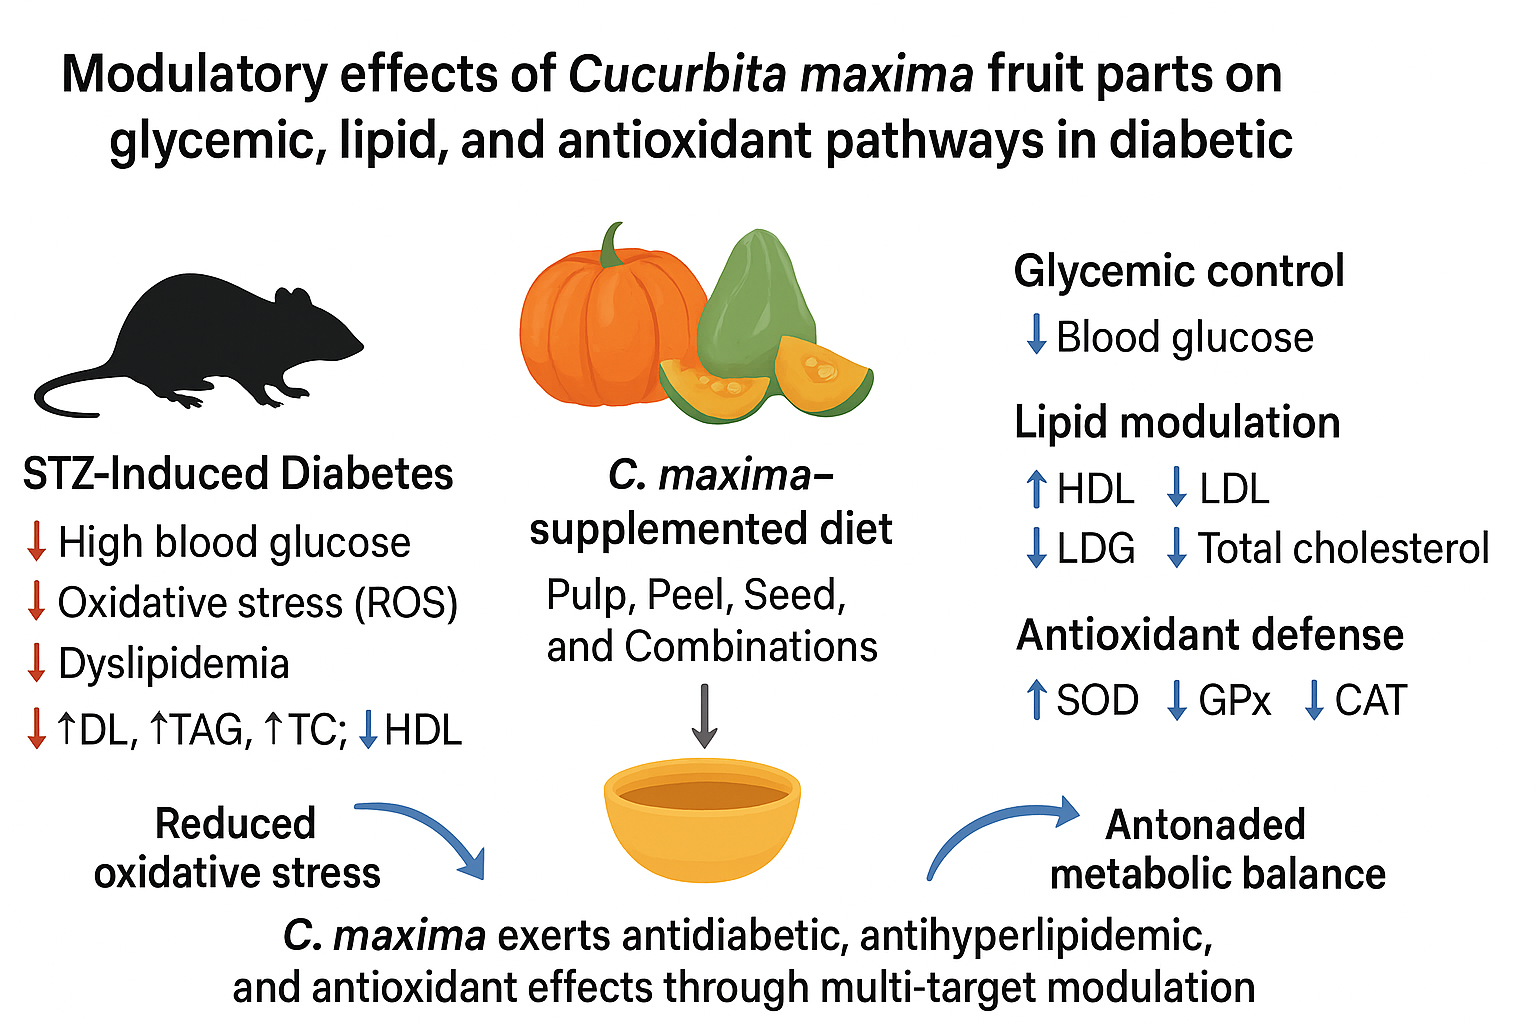 Modulatory effects of Cucurbita maxima fruit parts on
glycemic, lipid, and antioxidant pathways in diabetic
STZ-Induced Diabetes
↓ High blood glucose
↓ Oxidative stress (ROS)
↓ Dyslipidemia
↓ ↑DL, ↑TAG, ↑TC; ↓HDL
C. maxima–
supplemented diet
Pulp, Peel, Seed,
and Combinations
Glycemic control
↓ Blood glucose
Lipid modulation
↑ HDL ↓ LDL
↓ LDG ↓ Total cholesterol
Antioxidant defense
↑ SOD ↓ GPx ↓ CAT
Reduced
oxidative stress
Antonaded
metabolic balance
C. maxima exerts antidiabetic, antihyperlipidemic,
and antioxidant effects through multi-target modulation